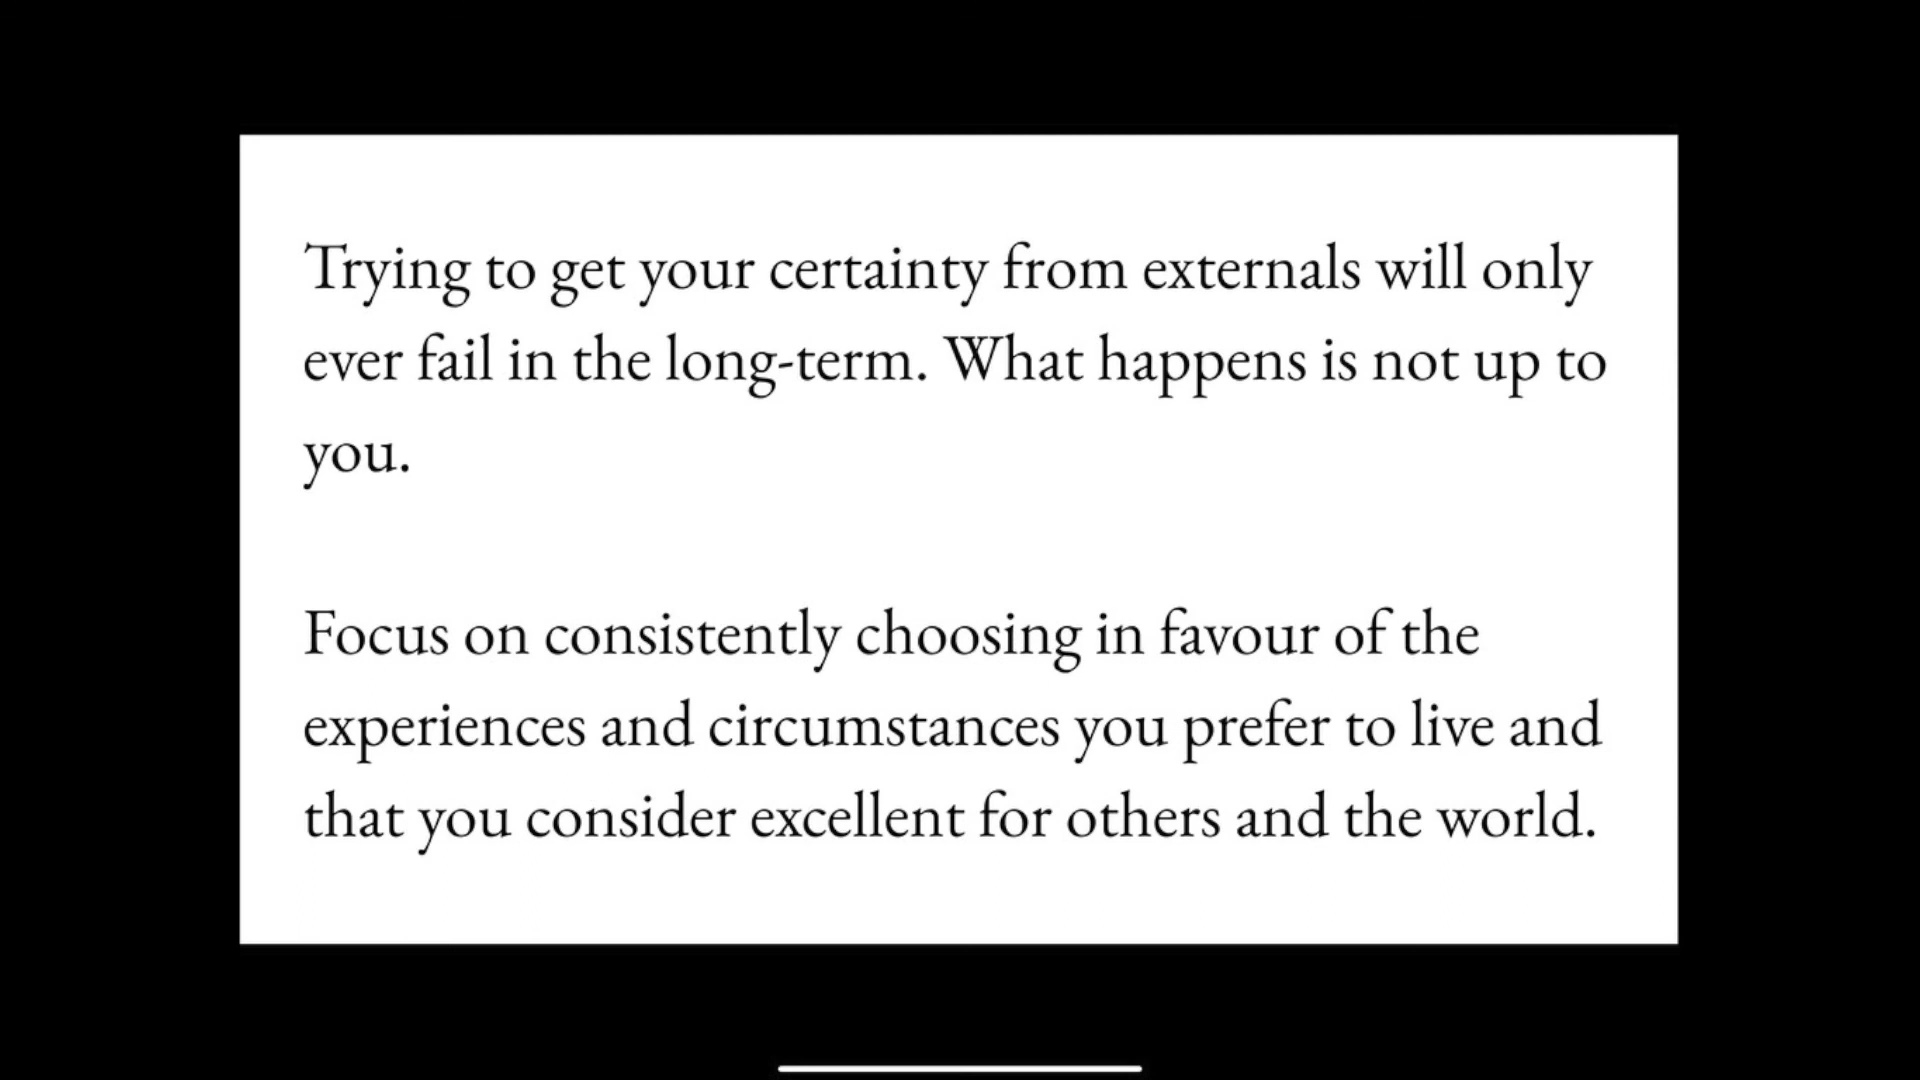 Trying to get your certainty from externals will only
ever fail in the long-term. What happens is not up to
you.
Focus on consistently choosing in favour of the
experiences and circumstances you prefer to live and
that you consider excellent for others and the world.